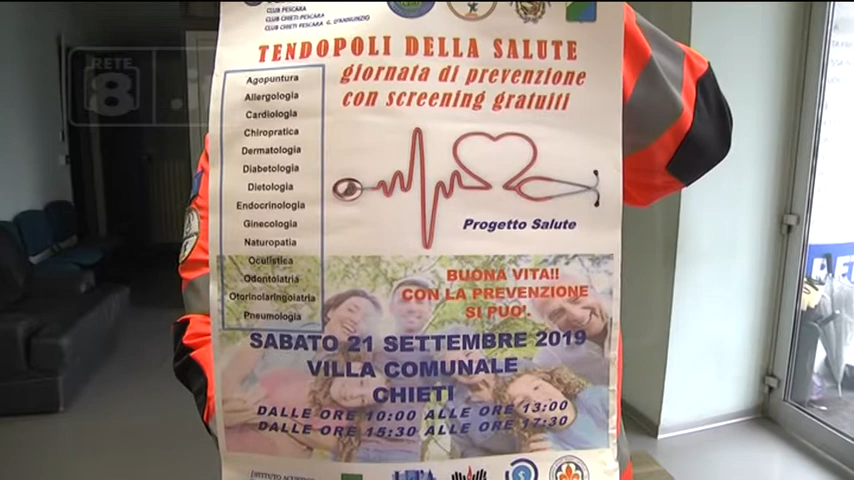 CLUB PESCARA
CLUB CHIETI PESCARA
CLUB CHIETI PESCARA G. D'ANNUNZIO
TENDOPOLI DELLA SALUTE
giornata di prevenzione
con screening gratuiti
Agopuntura
Allergologia
Cardiologia
Chiropratica
Dermatologia
Diabetologia
Dietologia
Endocrinologia
Ginecologia
Naturopatia
Oculistica
Odontoiatria
Otorinolaringoiatria
Pneumologia
Progetto Salute
BUONA VITA!!
CON LA PREVENZIONE
SI PUO'.
SABATO 21 SETTEMBRE 2019
VILLA COMUNALE
CHIETI
DALLE ORE 10:00 ALLE ORE 13:00
DALLE ORE 15:30 ALLE ORE 17:30
RETE
8